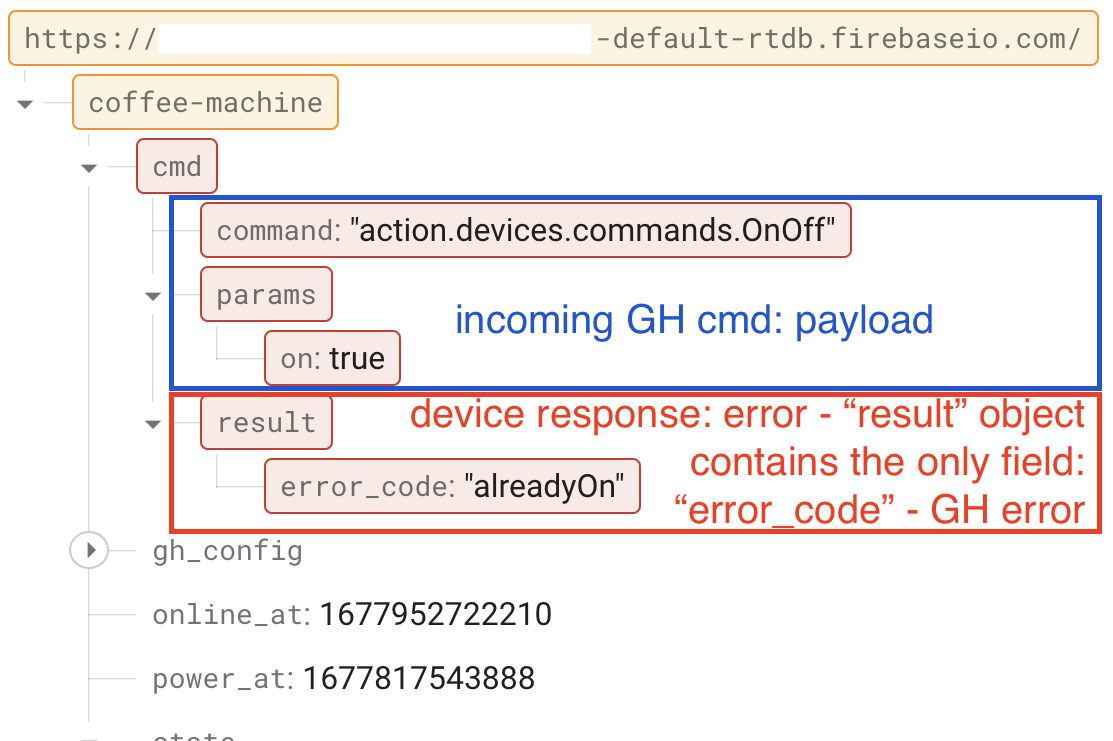 https:// -default-rtdb.firebaseio.com/
coffee-machine
cmd
command: "action.devices.commands.OnOff"
params
incoming GH cmd: payload
on: true
result
device response: error - “result” object
contains the only field:
error_code: "alreadyOn"
“error_code” - GH error
gh_config
online_at: 1677952722210
power_at: 1677817543888